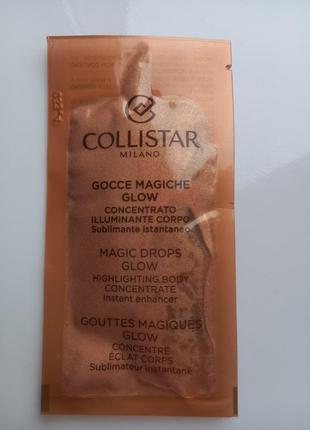 COLLISTAR
MILANO
GOCCE MAGICHE
GLOW
CONCENTRATO
ILLUMINANTE CORPO
Sublimante istantaneo
MAGIC DROPS
GLOW
HIGHLIGHTING BODY
CONCENTRATE
Instant enhancer
GOUTTES MAGIQUES
GLOW
CONCENTRÉ
ÉCLAT CORPS
Sublimateur instantané